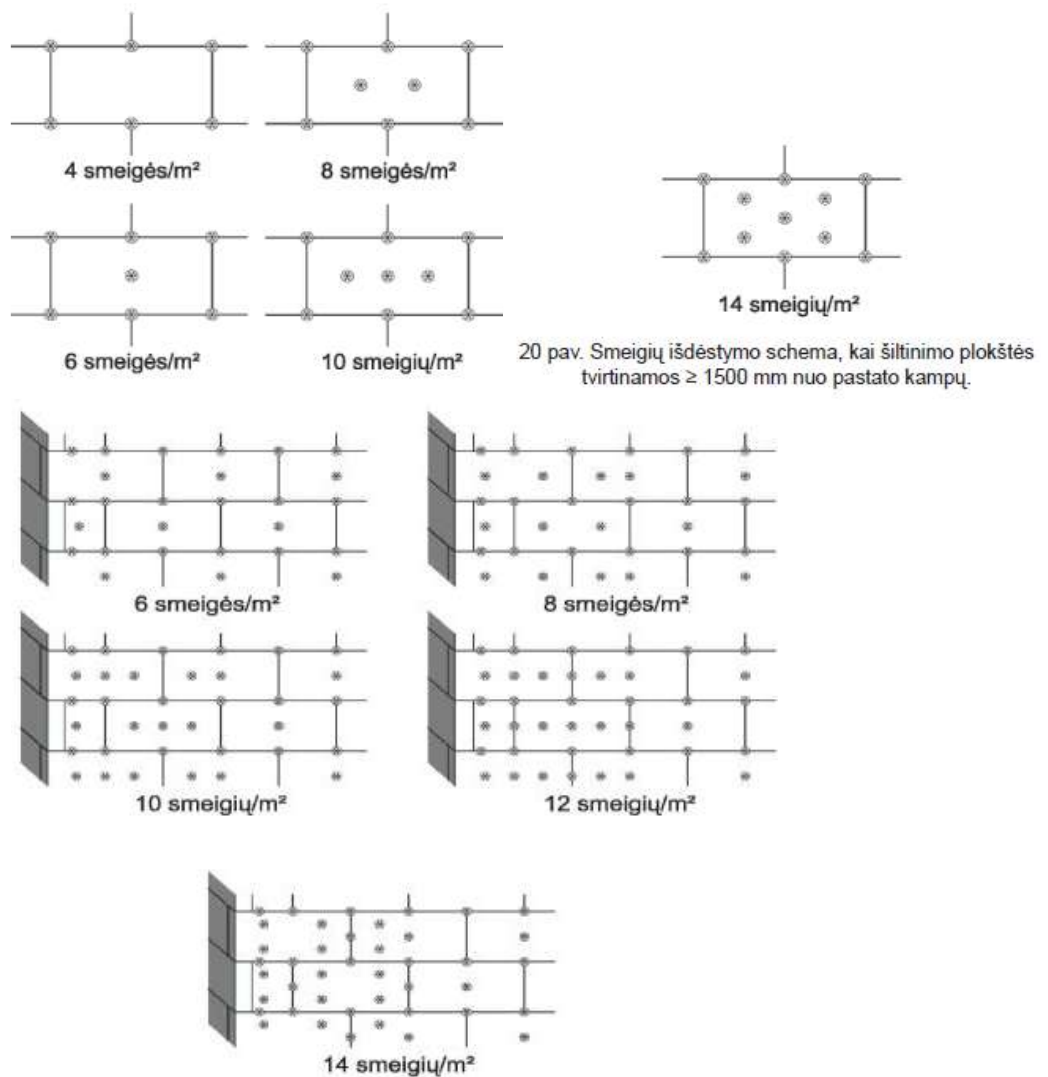 4 smeigės/m²
8 smeigės/m²
6 smeigės/m²
10 smeigių/m²
14 smeigių/m²
20 pav. Smeigių išdėstymo schema, kai šiltinimo plokštės
tvirtinamos ≥ 1500 mm nuo pastato kampų.
6 smeigės/m²
8 smeigės/m²
10 smeigių/m²
12 smeigių/m²
14 smeigių/m²